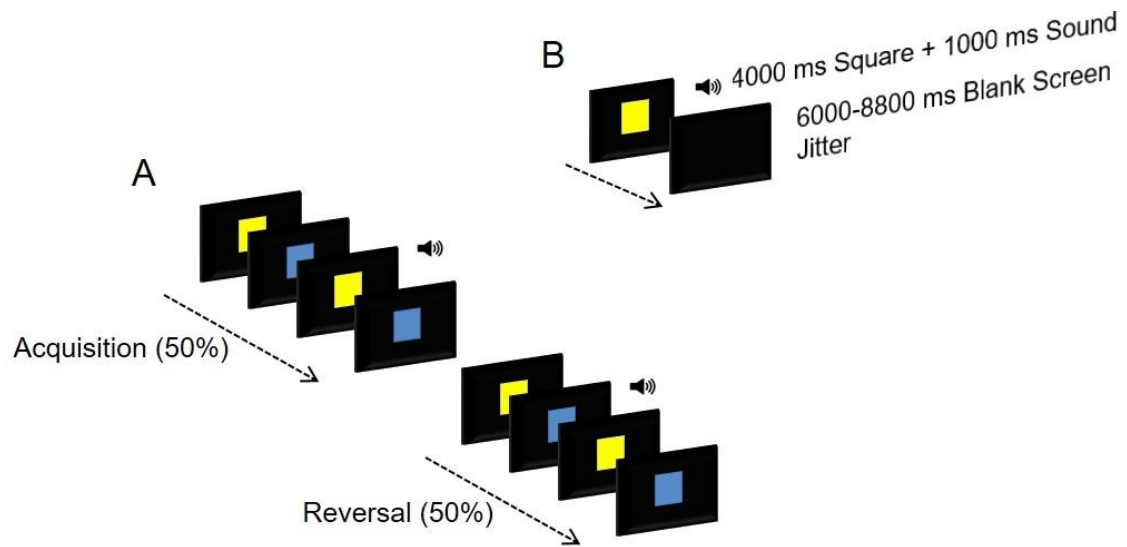 B
4000 ms Square + 1000 ms Sound
6000-8800 ms Blank Screen
Jitter
A
Acquisition (50%)
Reversal (50%)